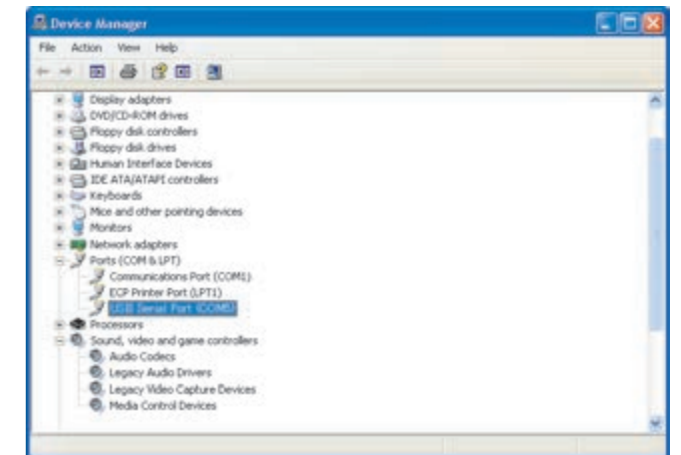 Device Manager
File Action View Help
Display adapters
DVD/CD-ROM drives
Floppy disk controllers
Floppy disk drives
Human Interface Devices
IDE ATA/ATAPI controllers
Keyboards
Mice and other pointing devices
Monitors
Network adapters
Ports (COM & LPT)
Communications Port (COM1)
ECP Printer Port (LPT1)
USB Serial Port
Processors
Sound, video and game controllers
Audio Codecs
Legacy Audio Drivers
Legacy Video Capture Devices
Media Control Devices